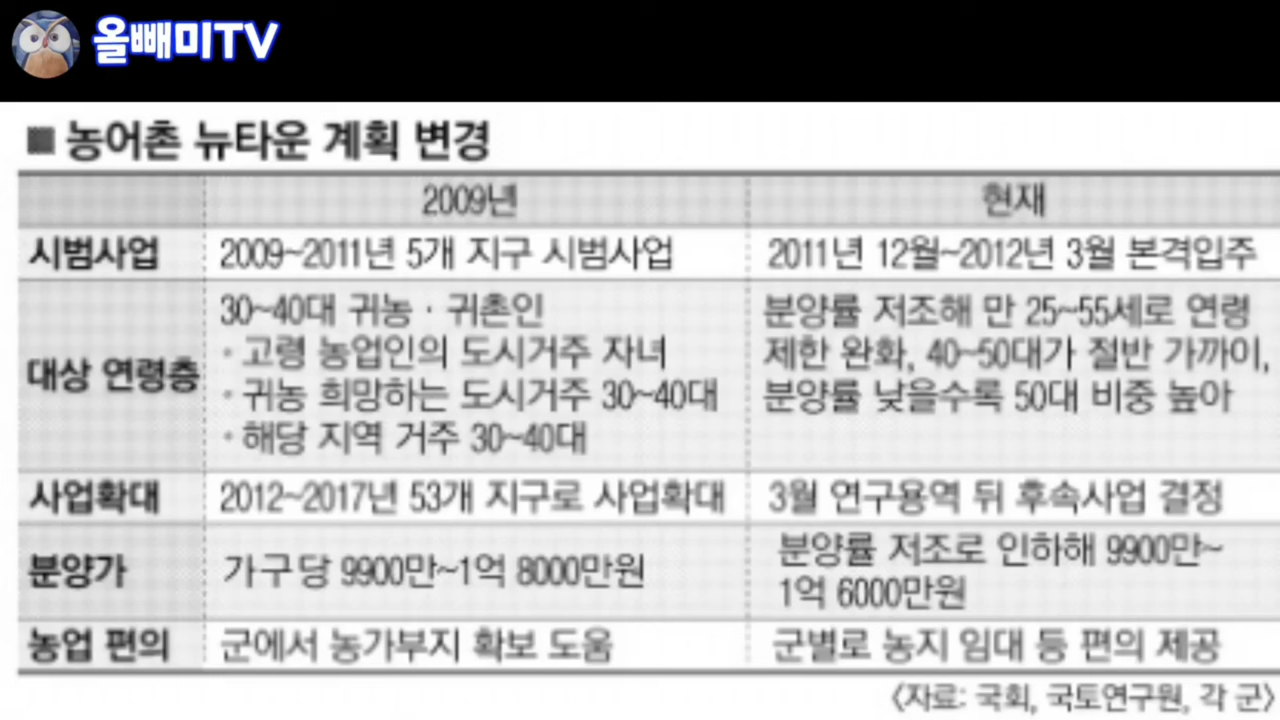 올빼미TV
■ 농어촌 뉴타운 계획 변경
2009년 현재
시범사업 2009~2011년 5개 지구 시범사업 2011년 12월~2012년 3월 본격입주
대상 연령층
30~40대 귀농·귀촌인
· 고령 농업인의 도시거주 자녀
· 귀농 희망하는 도시거주 30~40대
· 해당 지역 거주 30~40대
분양률 저조해 만 25~55세로 연령
제한 완화, 40~50대가 절반 가까이,
분양률 낮을수록 50대 비중 높아
사업확대 2012~2017년 53개 지구로 사업확대 3월 연구용역 뒤 후속사업 결정
분양가 가구당 9900만~1억 8000만원
분양률 저조로 인하해 9900만~
1억 6000만원
농업 편의 군에서 농가부지 확보 도움 군별로 농지 임대 등 편의 제공
〈자료: 국회, 국토연구원, 각 군〉